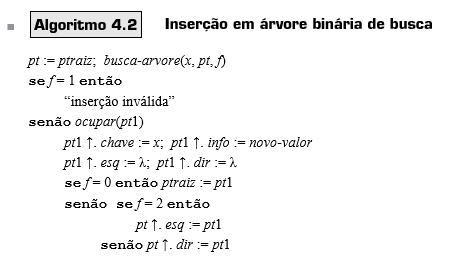 Algoritmo 4.2 Inserção em árvore binária de busca
pt := ptraiz; busca-arvore(x, pt, f)
se f = 1 então
“inserção inválida”
senão ocupar(pt1)
pt1 ↑. chave := x; pt1 ↑. info := novo-valor
pt1 ↑. esq := λ; pt1 ↑. dir := λ
se f = 0 então ptraiz := pt1
senão se f = 2 então
pt ↑. esq := pt1
senão pt ↑. dir := pt1